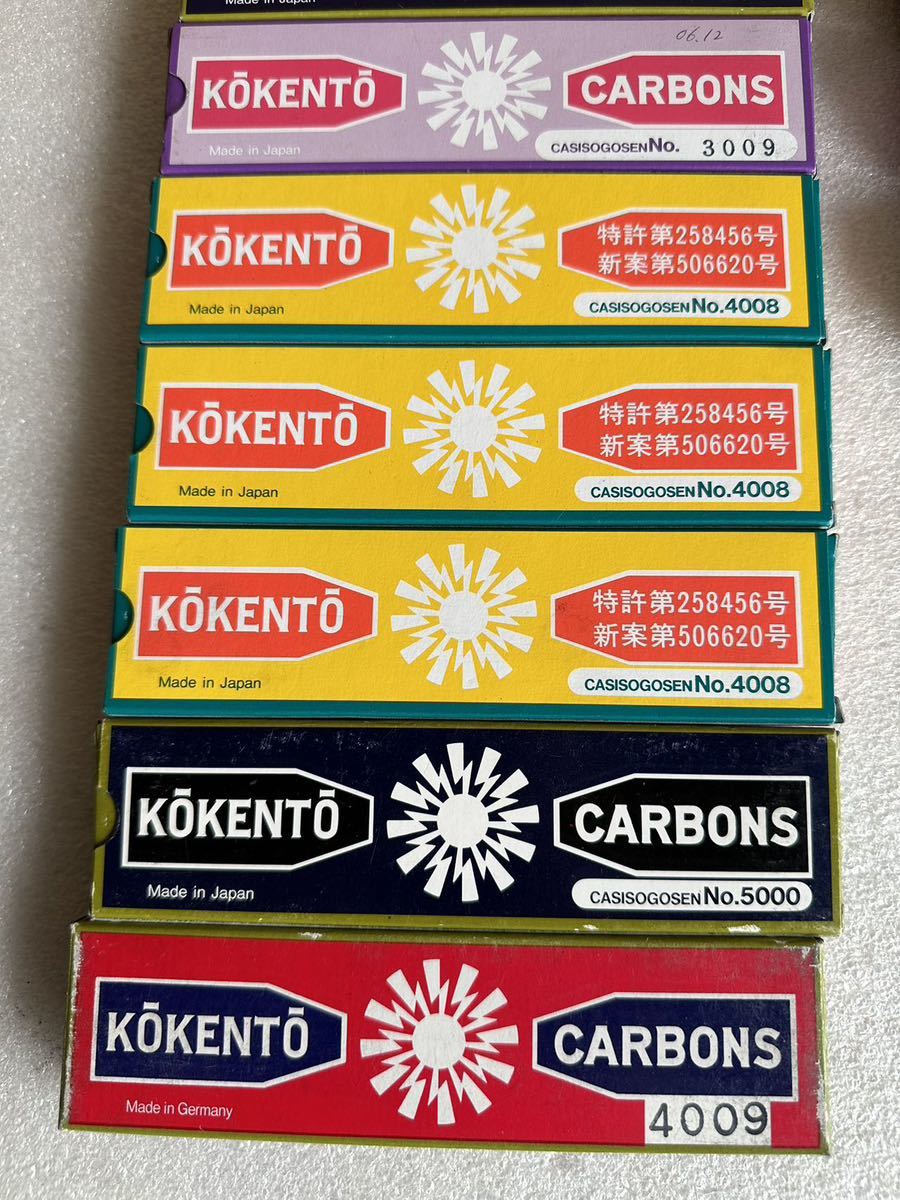 Made in Japan
06.12
KŌKENTŌ CARBONS
Made in Japan
CASISOGOSEN No. 3009
KŌKENTŌ
特許第258456号
新案第506620号
Made in Japan
CASISOGOSEN No.4008
KŌKENTŌ
特許第258456号
新案第506620号
Made in Japan
CASISOGOSEN No.4008
KŌKENTŌ
特許第258456号
新案第506620号
Made in Japan
CASISOGOSEN No.4008
KŌKENTŌ CARBONS
Made in Japan
CASISOGOSEN No.5000
KŌKENTŌ CARBONS
Made in Germany
4009